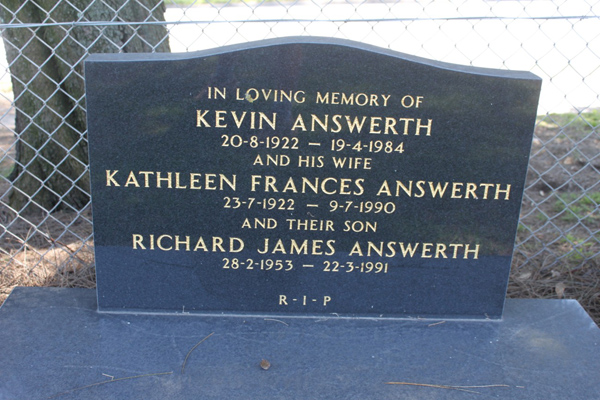 IN LOVING MEMORY OF
KEVIN ANSWERTH
20-8-1922 — 19-4-1984
AND HIS WIFE
KATHLEEN FRANCES ANSWERTH
23-7-1922 — 9-7-1990
AND THEIR SON
RICHARD JAMES ANSWERTH
28-2-1953 — 22-3-1991
R-I-P